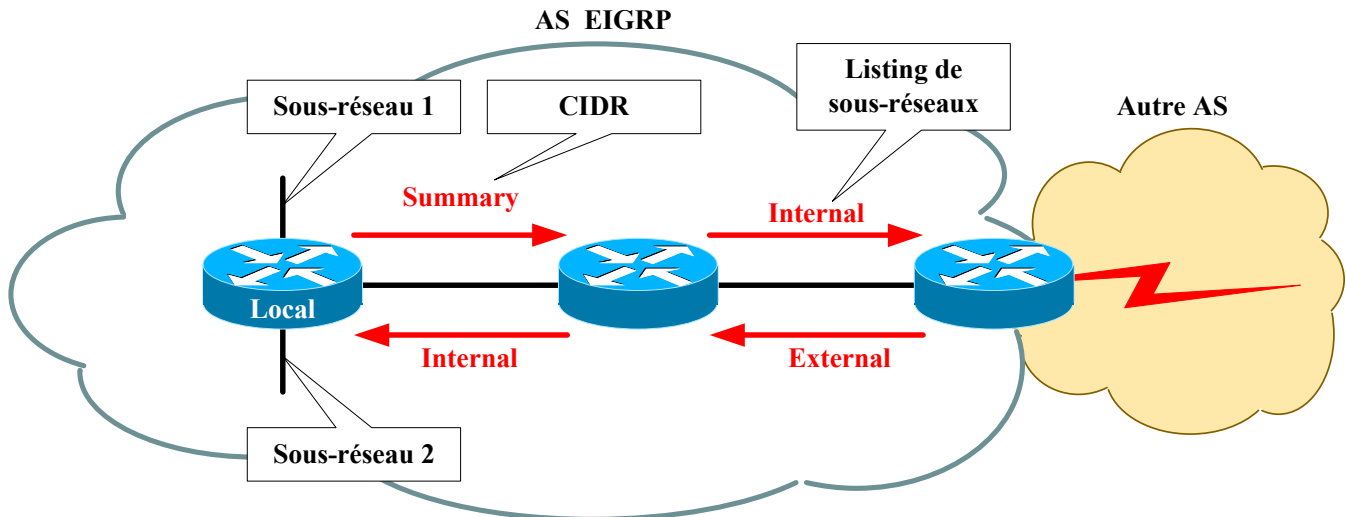 AS EIGRP
Sous-réseau 1
CIDR
Listing de
sous-réseaux
Autre AS
Summary
Internal
Local
Internal
External
Sous-réseau 2